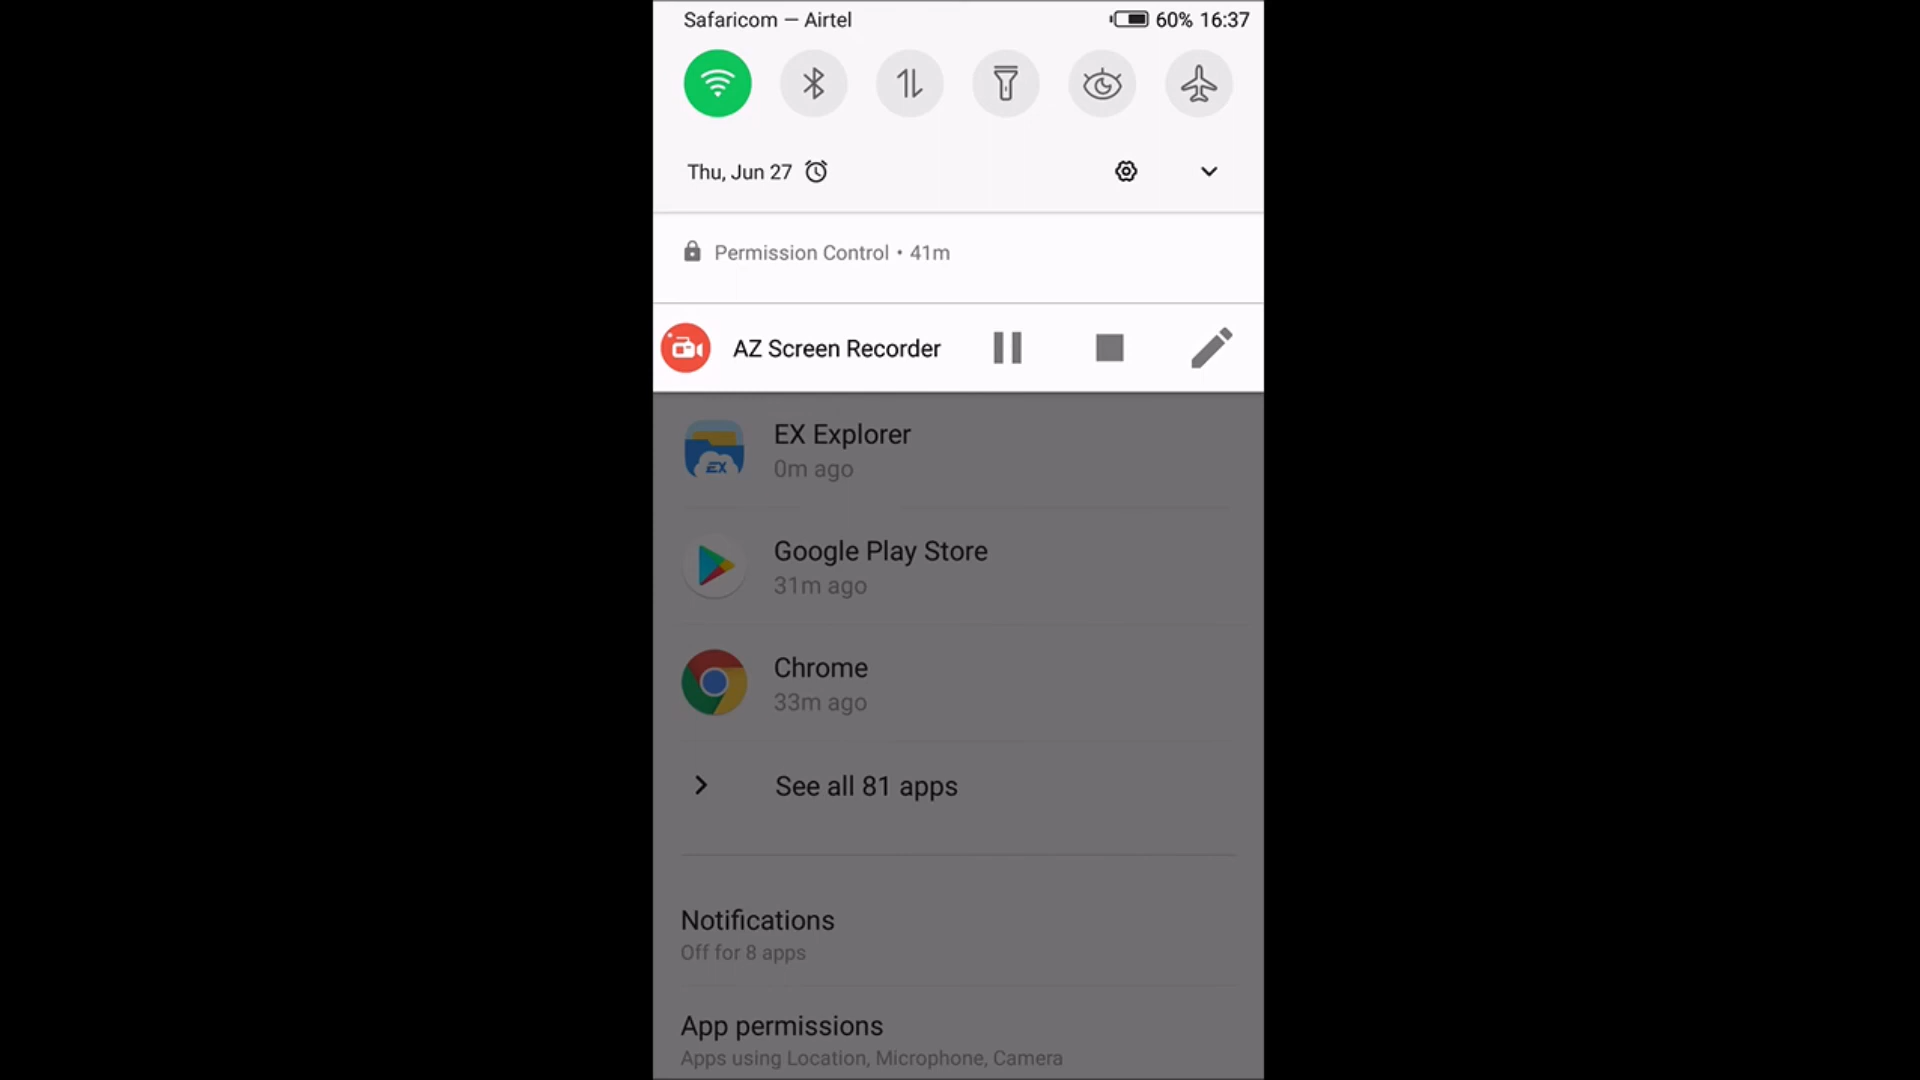 Safaricom — Airtel
60% 16:37
Thu, Jun 27
Permission Control • 41m
AZ Screen Recorder
EX
EX Explorer
0m ago
Google Play Store
31m ago
Chrome
33m ago
See all 81 apps
Notifications
Off for 8 apps
App permissions
Apps using Location, Microphone, Camera